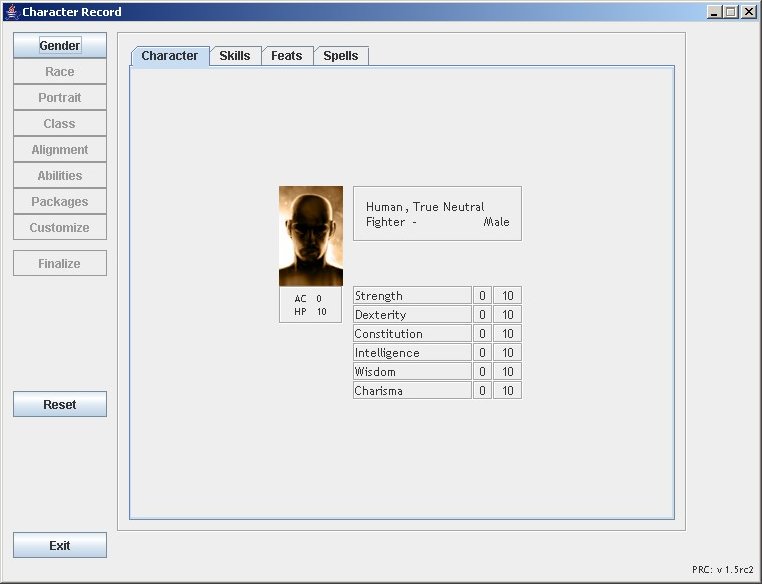 Character Record
Gender
Race
Portrait
Class
Alignment
Abilities
Packages
Customize
Finalize
Reset
Exit
Character Skills Feats Spells
Human , True Neutral
Fighter - Male
AC 0
HP 10
Strength 0 10
Dexterity 0 10
Constitution 0 10
Intelligence 0 10
Wisdom 0 10
Charisma 0 10
PRC: v 1.5rc2